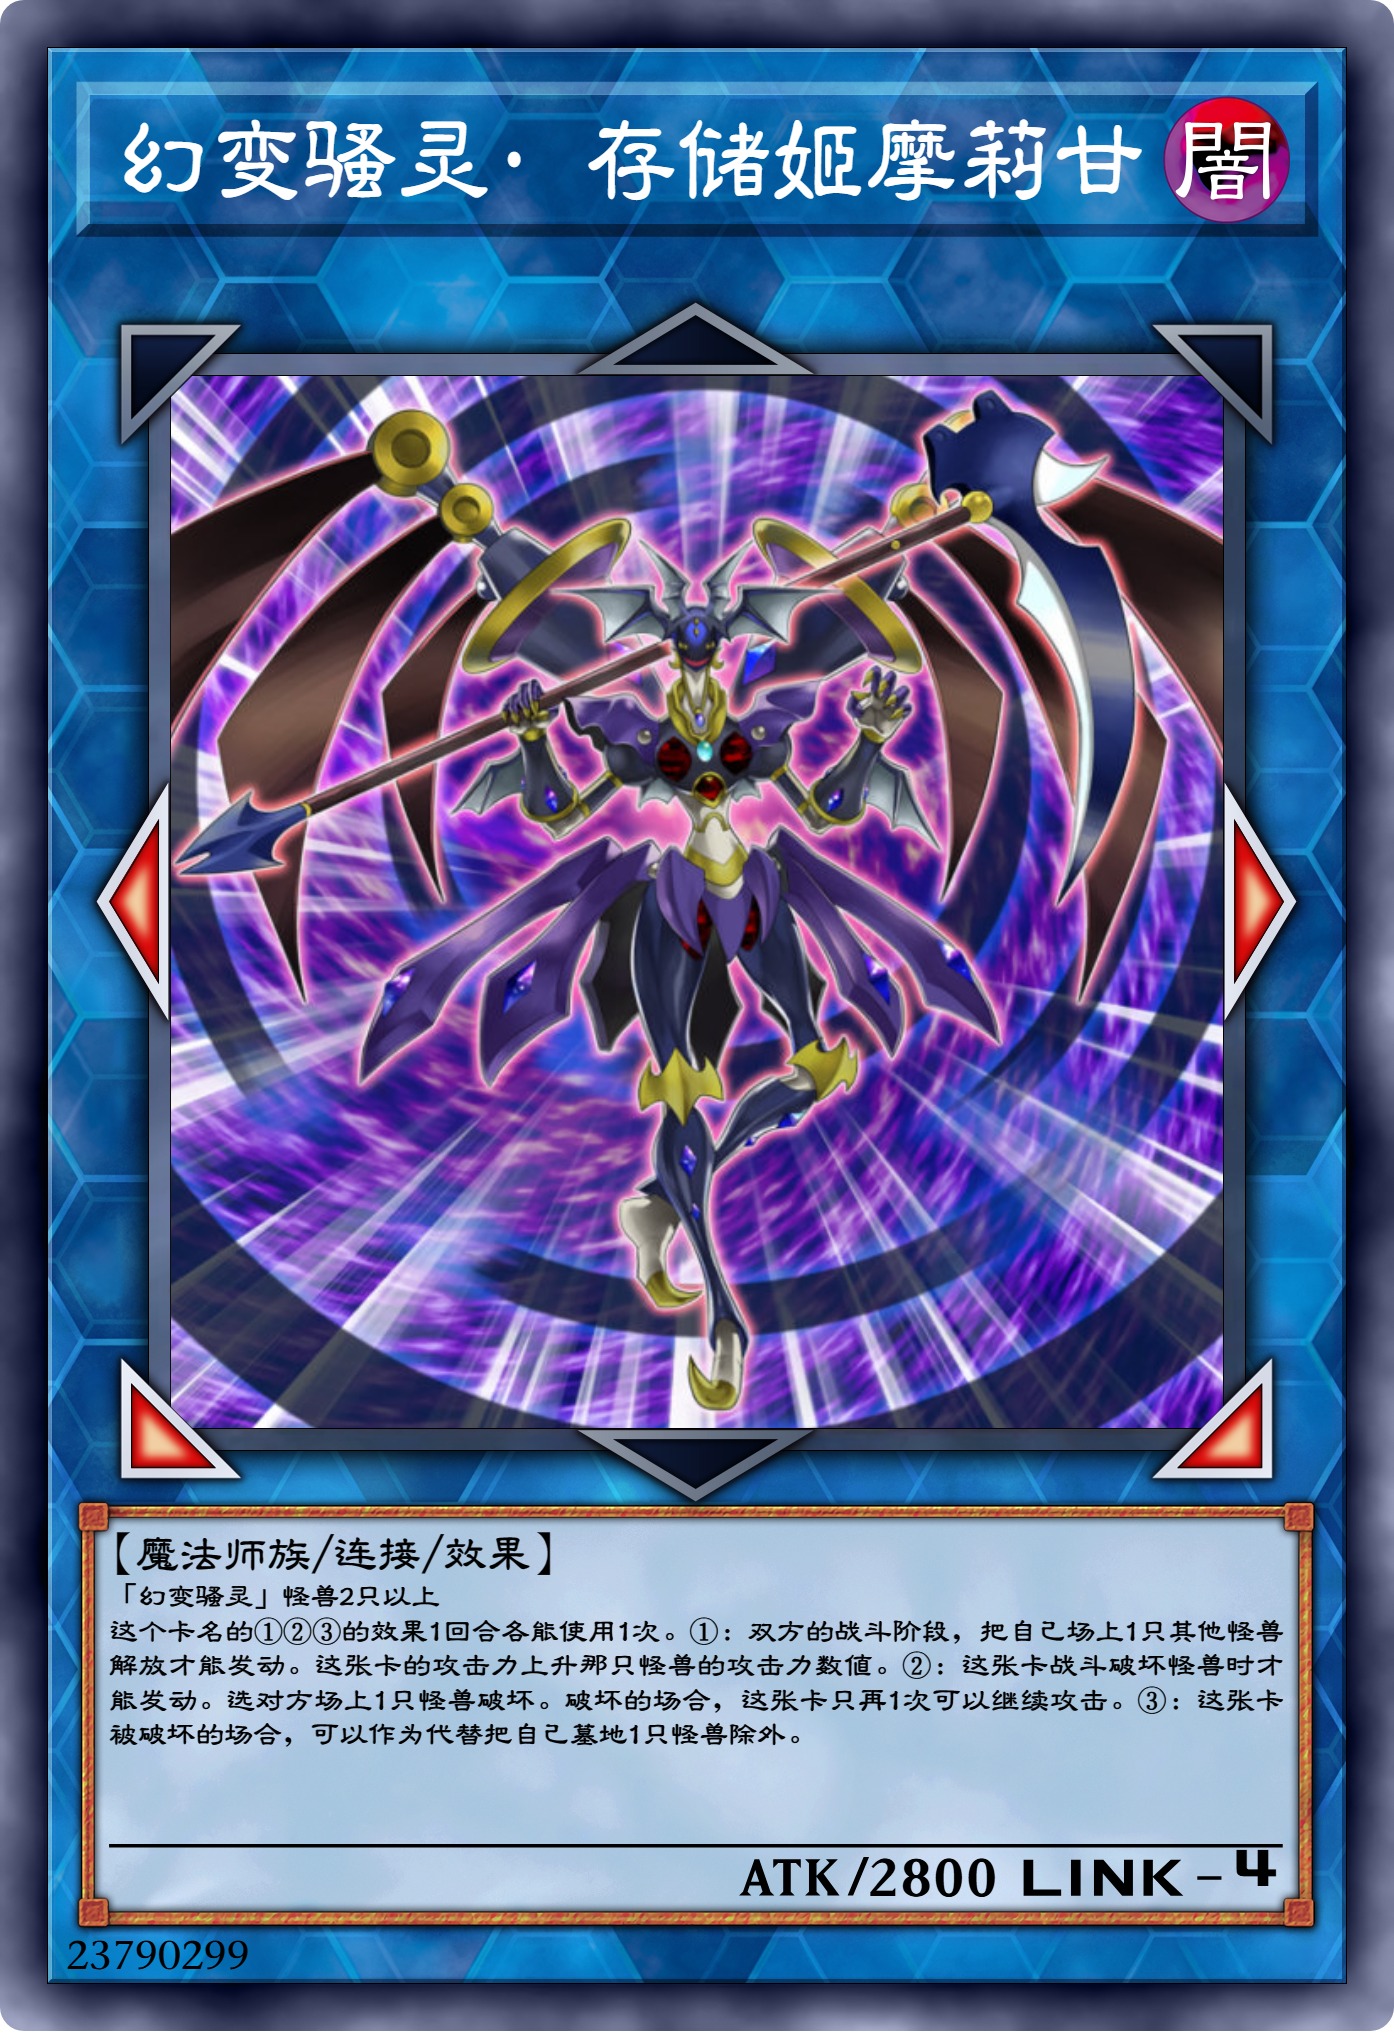 幻变骚灵·存储姬摩莉甘 闇
【魔法师族/连接/效果】
「幻变骚灵」怪兽2只以上
这个卡名的①②③的效果1回合各能使用1次。①：双方的战斗阶段，把自己场上1只其他怪兽
解放才能发动。这张卡的攻击力上升那只怪兽的攻击力数值。②：这张卡战斗破坏怪兽时才
能发动。选对方场上1只怪兽破坏。破坏的场合，这张卡只再1次可以继续攻击。③：这张卡
被破坏的场合，可以作为代替把自己墓地1只怪兽除外。
ATK/2800 LINK-4
23790299